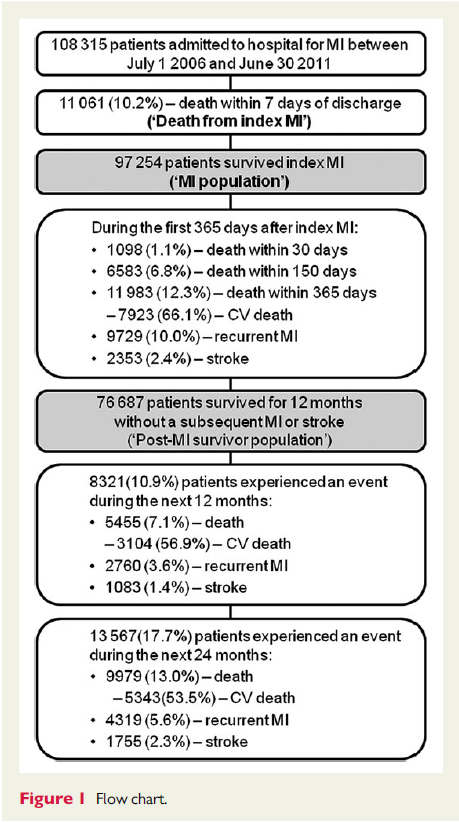 108 315 patients admitted to hospital for MI between
July 1 2006 and June 30 2011
11 061 (10.2%) – death within 7 days of discharge
(‘Death from index MI’)
97 254 patients survived index MI
(‘MI population’)
During the first 365 days after index MI:
• 1098 (1.1%) – death within 30 days
• 6583 (6.8%) – death within 150 days
• 11 983 (12.3%) – death within 365 days
– 7923 (66.1%) – CV death
• 9729 (10.0%) – recurrent MI
• 2353 (2.4%) – stroke
76 687 patients survived for 12 months
without a subsequent MI or stroke
(‘Post-MI survivor population’)
8321(10.9%) patients experienced an event
during the next 12 months:
• 5455 (7.1%) – death
– 3104 (56.9%) – CV death
• 2760 (3.6%) – recurrent MI
• 1083 (1.4%) – stroke
13 567(17.7%) patients experienced an event
during the next 24 months:
• 9979 (13.0%) – death
– 5343(53.5%) – CV death
• 4319 (5.6%) – recurrent MI
• 1755 (2.3%) – stroke
Figure 1 Flow chart.